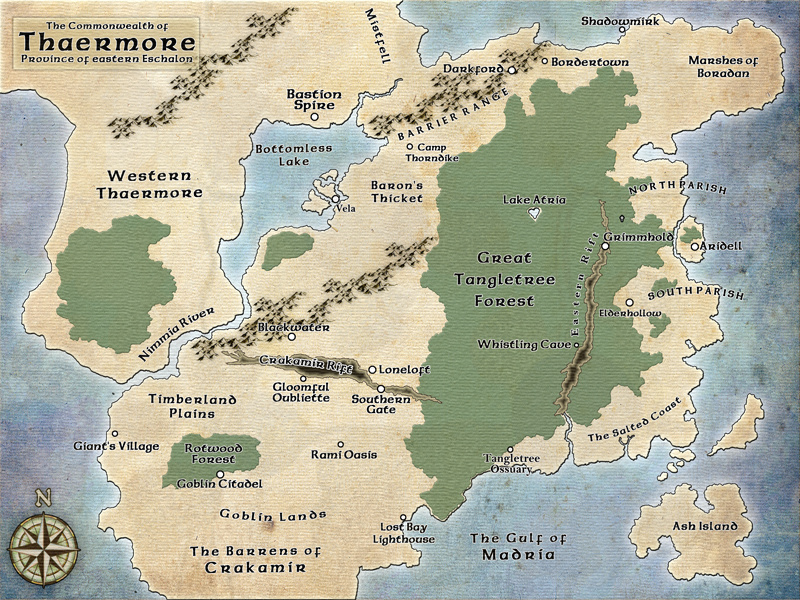 The Commonwealth of
Thaermore
Province of eastern Eschalon
Mistfell
Shadowmirk
Darkford
Bordertown
Marshes of
Boradan
Bastion
Spire
BARRIER RANGE
Bottomless
Lake
Camp
Thorndike
Western
Thaermore
Baron's
Thicket
NORTH PARISH
Vela
Lake Atria
Grimmhold
Aridell
Great
Tangletree
Forest
Eastern Rift
SOUTH PARISH
Elderhollow
Nimmia River
Blackwater
Whistling Cave
Crakamir Rift
Loneloft
Gloomful
Oubliette
Southern
Gate
Timberland
Plains
The Salted Coast
Giant's Village
Rotwood
Forest
Rami Oasis
Tangletree
Ossuary
Goblin Citadel
N
Goblin Lands
Lost Bay
Lighthouse
Ash Island
The Gulf of
Madria
The Barrens of
Crakamir